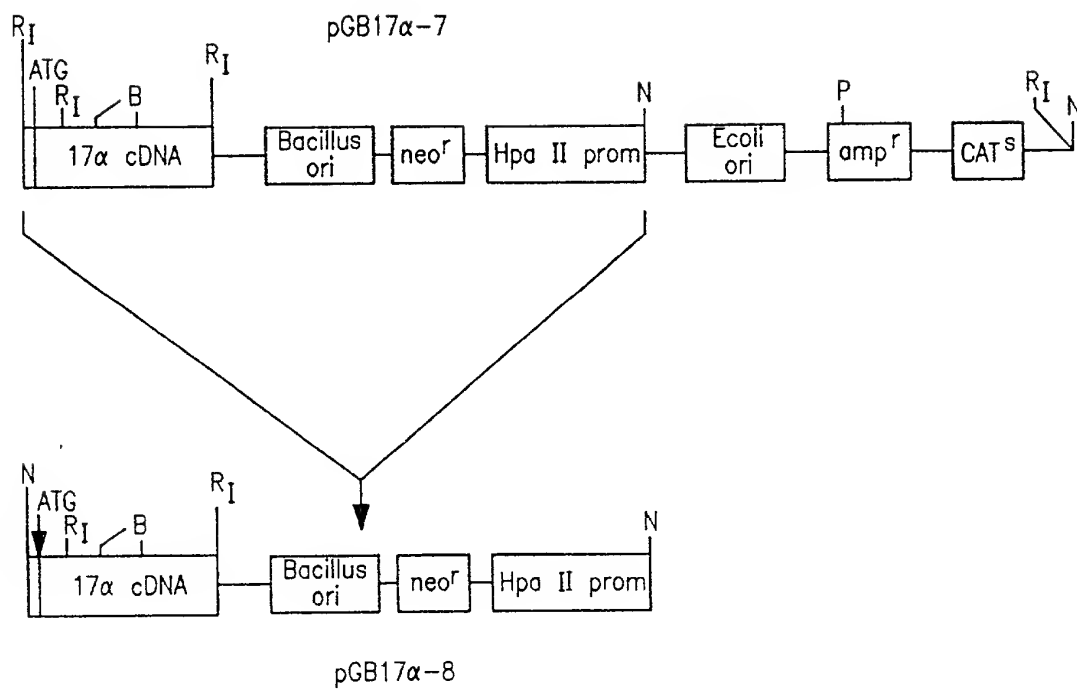 pGB17α-7
R_I
ATG
R_I
B
R_I
N
P
R_I
N
17α cDNA
Bacillus
ori
neo^r
Hpa II prom
Ecoli
ori
amp^r
CAT^s
N
ATG
R_I
B
R_I
N
17α cDNA
Bacillus
ori
neo^r
Hpa II prom
pGB17α-8